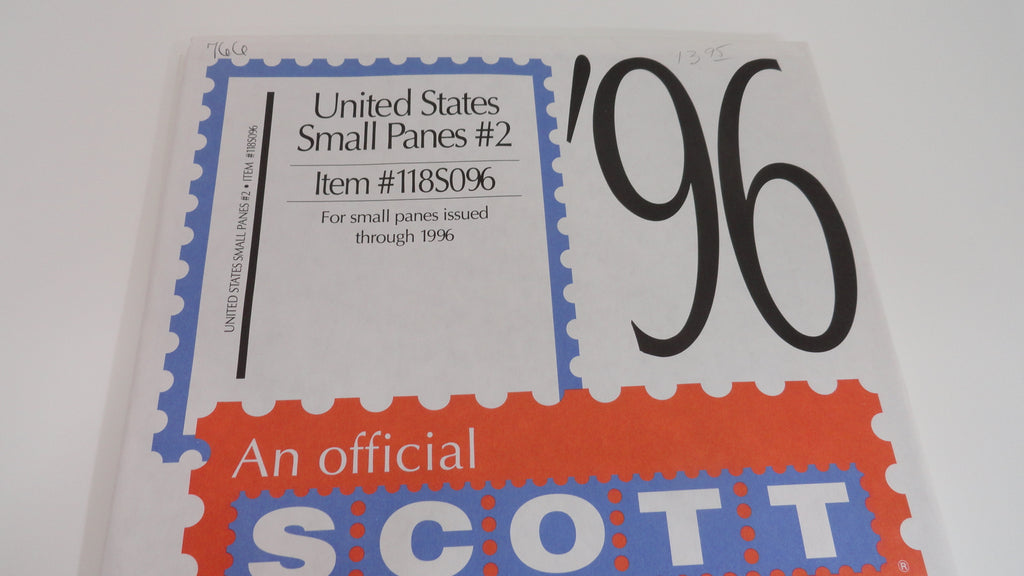 766
13.95
'96
United States
Small Panes #2
Item #118S096
For small panes issued
through 1996
UNITED STATES SMALL PANES #2 • ITEM #118S096
An official
SCOTT
®